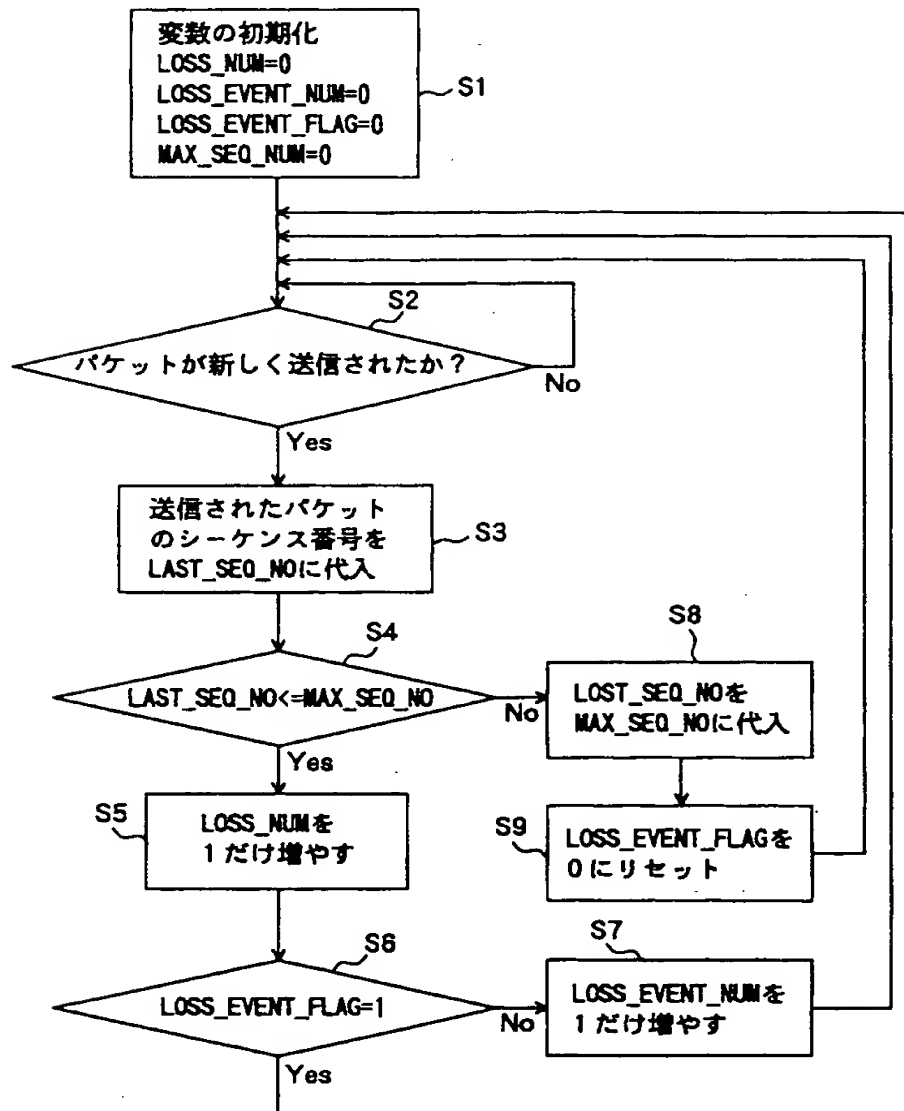 変数の初期化
LOSS_NUM=0
LOSS_EVENT_NUM=0
LOSS_EVENT_FLAG=0
MAX_SEQ_NUM=0
S1
S2
パケットが新しく送信されたか？
No
Yes
送信されたパケット
のシーケンス番号を
LAST_SEQ_NOに代入
S3
S4
LAST_SEQ_NO<=MAX_SEQ_NO
No
Yes
S8
LOST_SEQ_NOを
MAX_SEQ_NOに代入
S5
LOSS_NUMを
1だけ増やす
S9
LOSS_EVENT_FLAGを
0にリセット
S6
LOSS_EVENT_FLAG=1
No
Yes
S7
LOSS_EVENT_NUMを
1だけ増やす